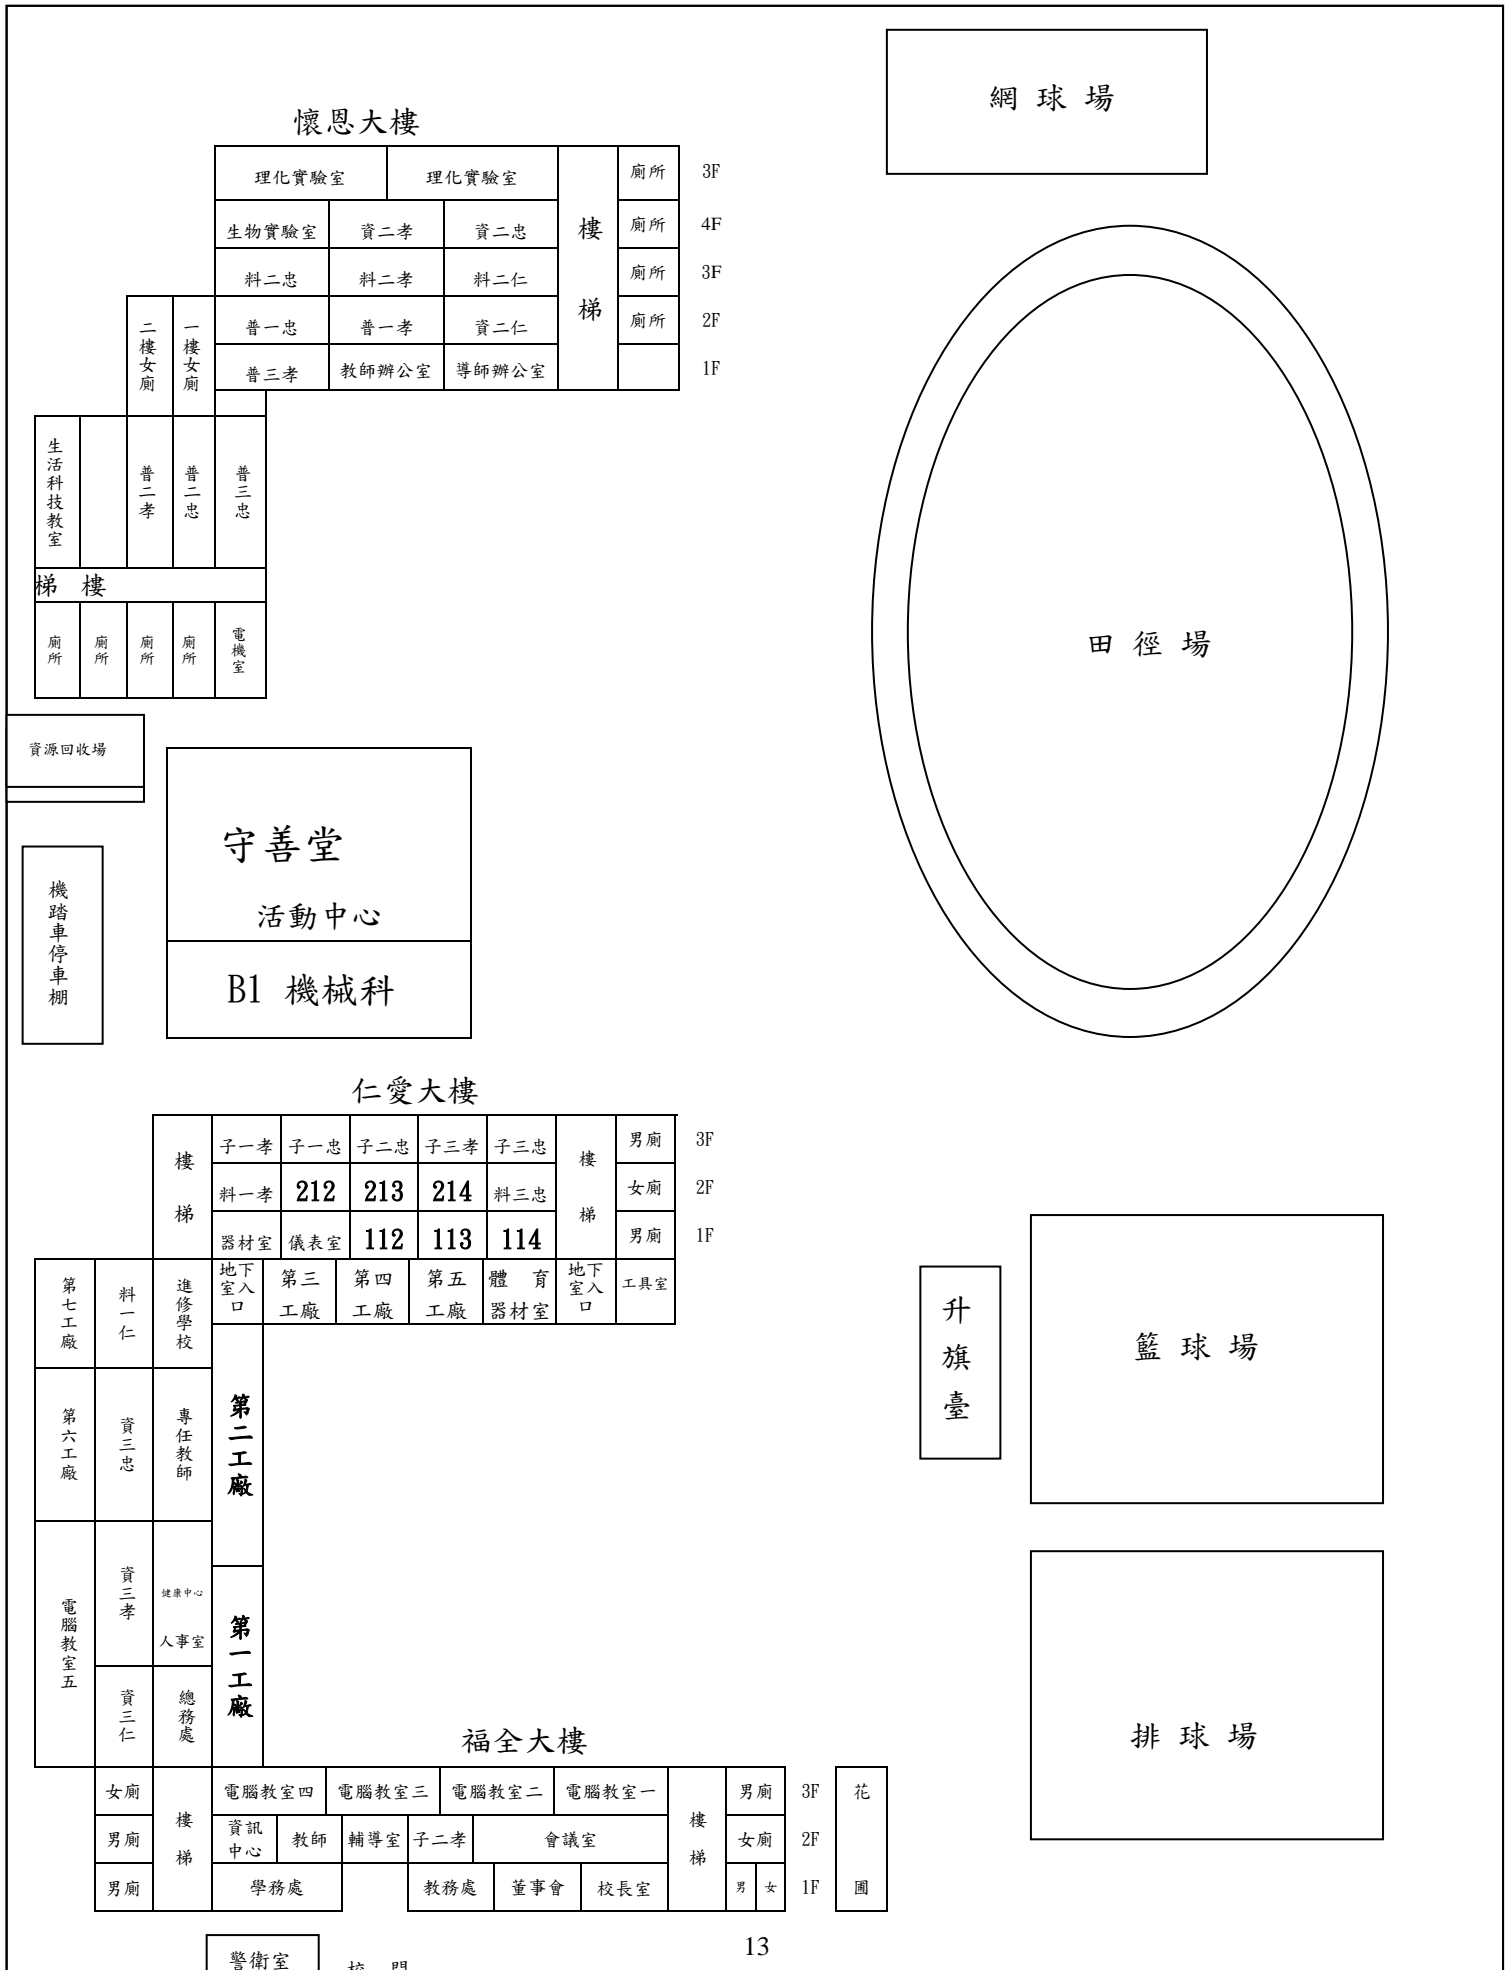 網球場
懷恩大樓
理化實驗室 理化實驗室 廁所 3F
生物實驗室 資二孝 資二忠 廁所 4F
樓梯
料二忠 料二孝 料二仁 廁所 3F
普一忠 普一孝 資二仁 廁所 2F
普三孝 教師辦公室 導師辦公室 1F
二樓女廁 一樓女廁
生活科技教室 普二孝 普二忠 普三忠
梯樓
廁所 廁所 廁所 廁所 電機室
田徑場
資源回收場
守善堂
活動中心
B1 機械科
機踏車停車棚
仁愛大樓
樓梯
子一孝 子一忠 子二忠 子三孝 子三忠 男廁 3F
料一孝 212 213 214 料三忠 女廁 2F
器材室 儀表室 112 113 114 男廁 1F
樓梯
地下室入口 第三工廠 第四工廠 第五工廠 體育器材室 地下室入口 工具室
第七工廠 料一仁 進修學校
第六工廠 資三忠 專任教師 第二工廠
電腦教室五 資三孝 健康中心
人事室
第一工廠
資三仁 總務處
升旗臺
籃球場
排球場
福全大樓
女廁 電腦教室四 電腦教室三 電腦教室二 電腦教室一 男廁 3F
樓梯
男廁 資訊中心 教師 輔導室 子二孝 會議室 女廁 2F
樓梯
男廁 學務處 教務處 董事會 校長室 男 女 1F
花圃
警衛室
13